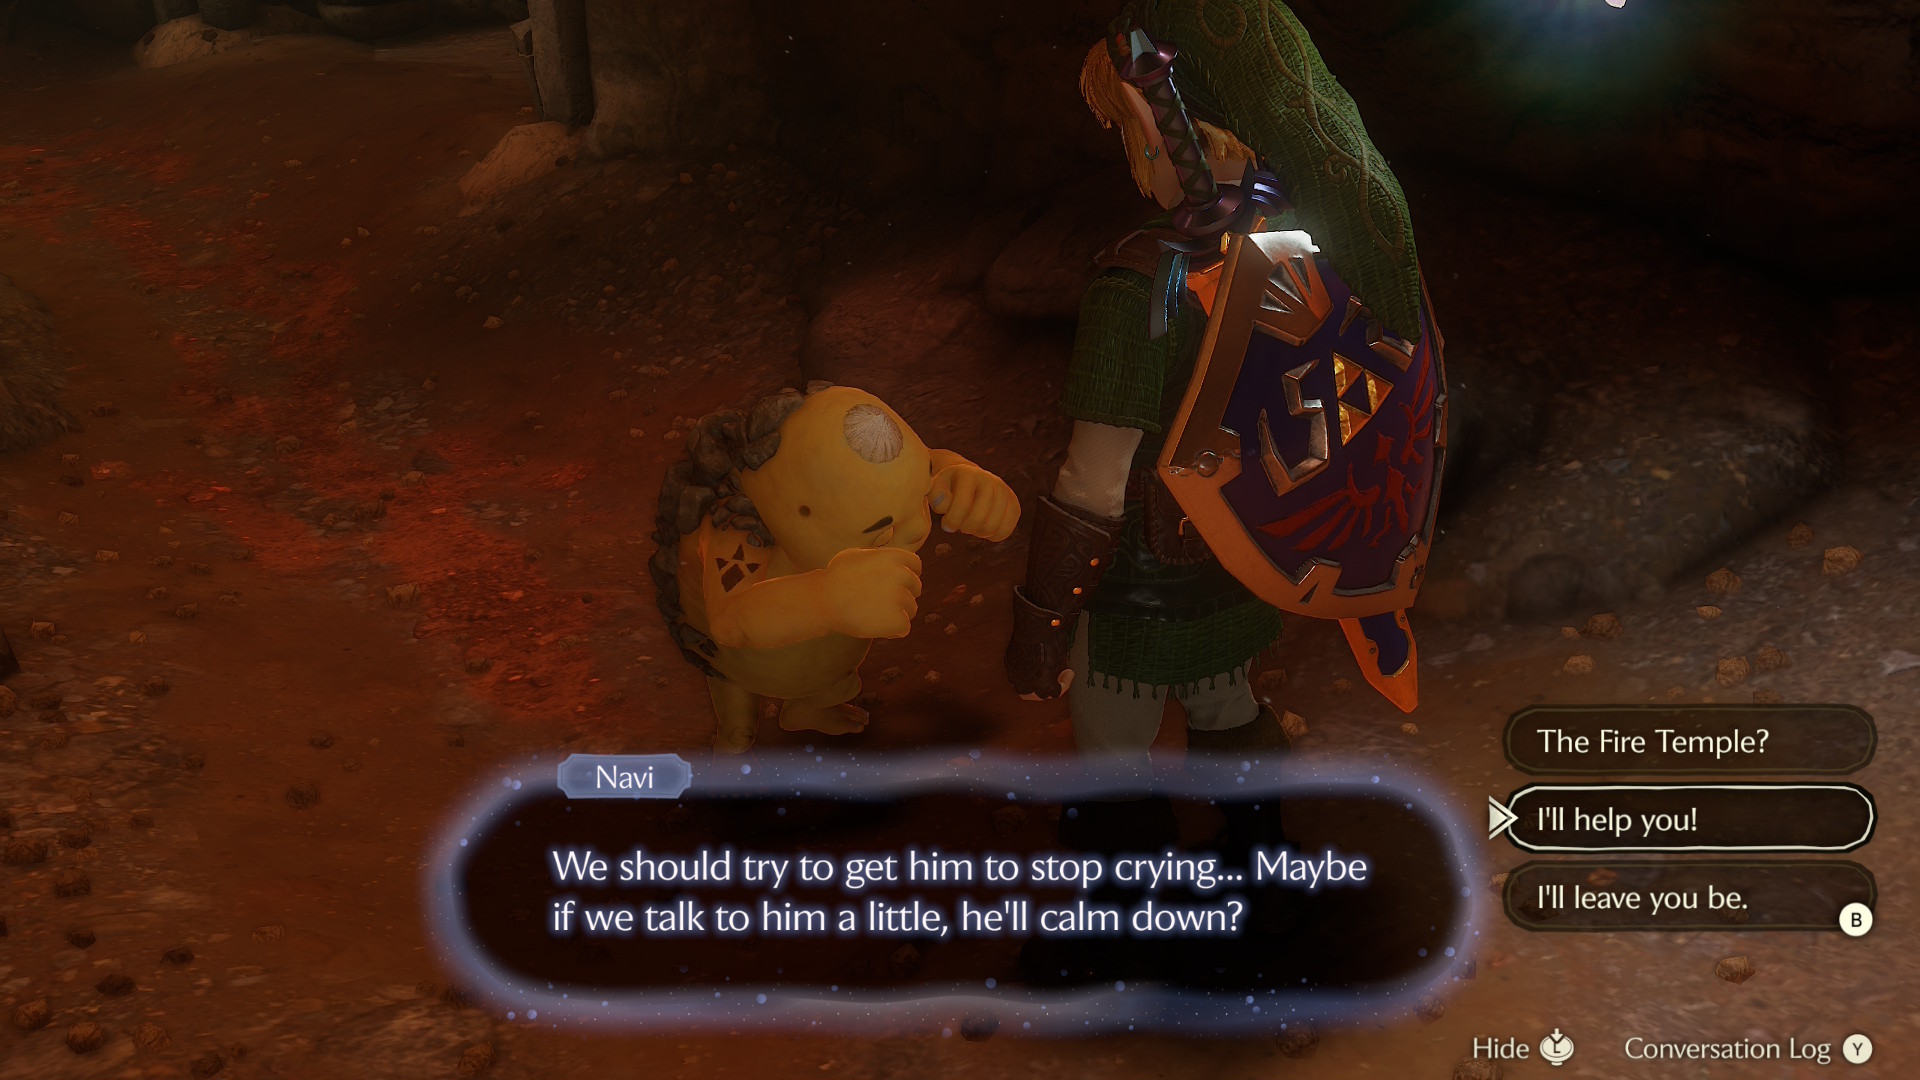 Navi
We should try to get him to stop crying... Maybe
if we talk to him a little, he'll calm down?
The Fire Temple?
I'll help you!
I'll leave you be.
B
Hide L
Conversation Log Y